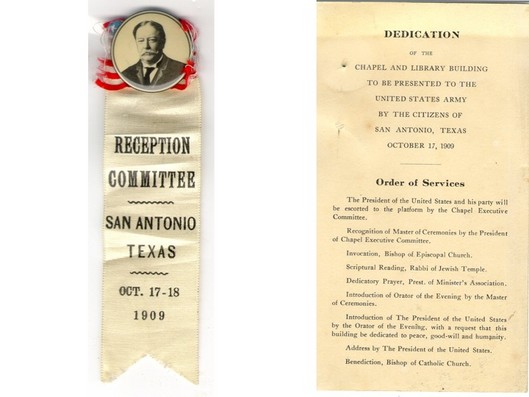 RECEPTION
COMMITTEE
SAN ANTONIO
TEXAS
OCT. 17-18
1909
DEDICATION
OF THE
CHAPEL AND LIBRARY BUILDING
TO BE PRESENTED TO THE
UNITED STATES ARMY
BY THE CITIZENS OF
SAN ANTONIO, TEXAS
OCTOBER 17, 1909
Order of Services
The President of the United States and his party will
be escorted to the platform by the Chapel Executive
Committee.
Recognition of Master of Ceremonies by the President
of Chapel Executive Committee.
Invocation, Bishop of Episcopal Church.
Scriptural Reading, Rabbi of Jewish Temple.
Dedicatory Prayer, Prest. of Minister's Association.
Introduction of Orator of the Evening by the Master
of Ceremonies.
Introduction of The President of the United States
by the Orator of the Evening, with a request that this
building be dedicated to peace, good-will and humanity.
Address by The President of the United States.
Benediction, Bishop of Catholic Church.